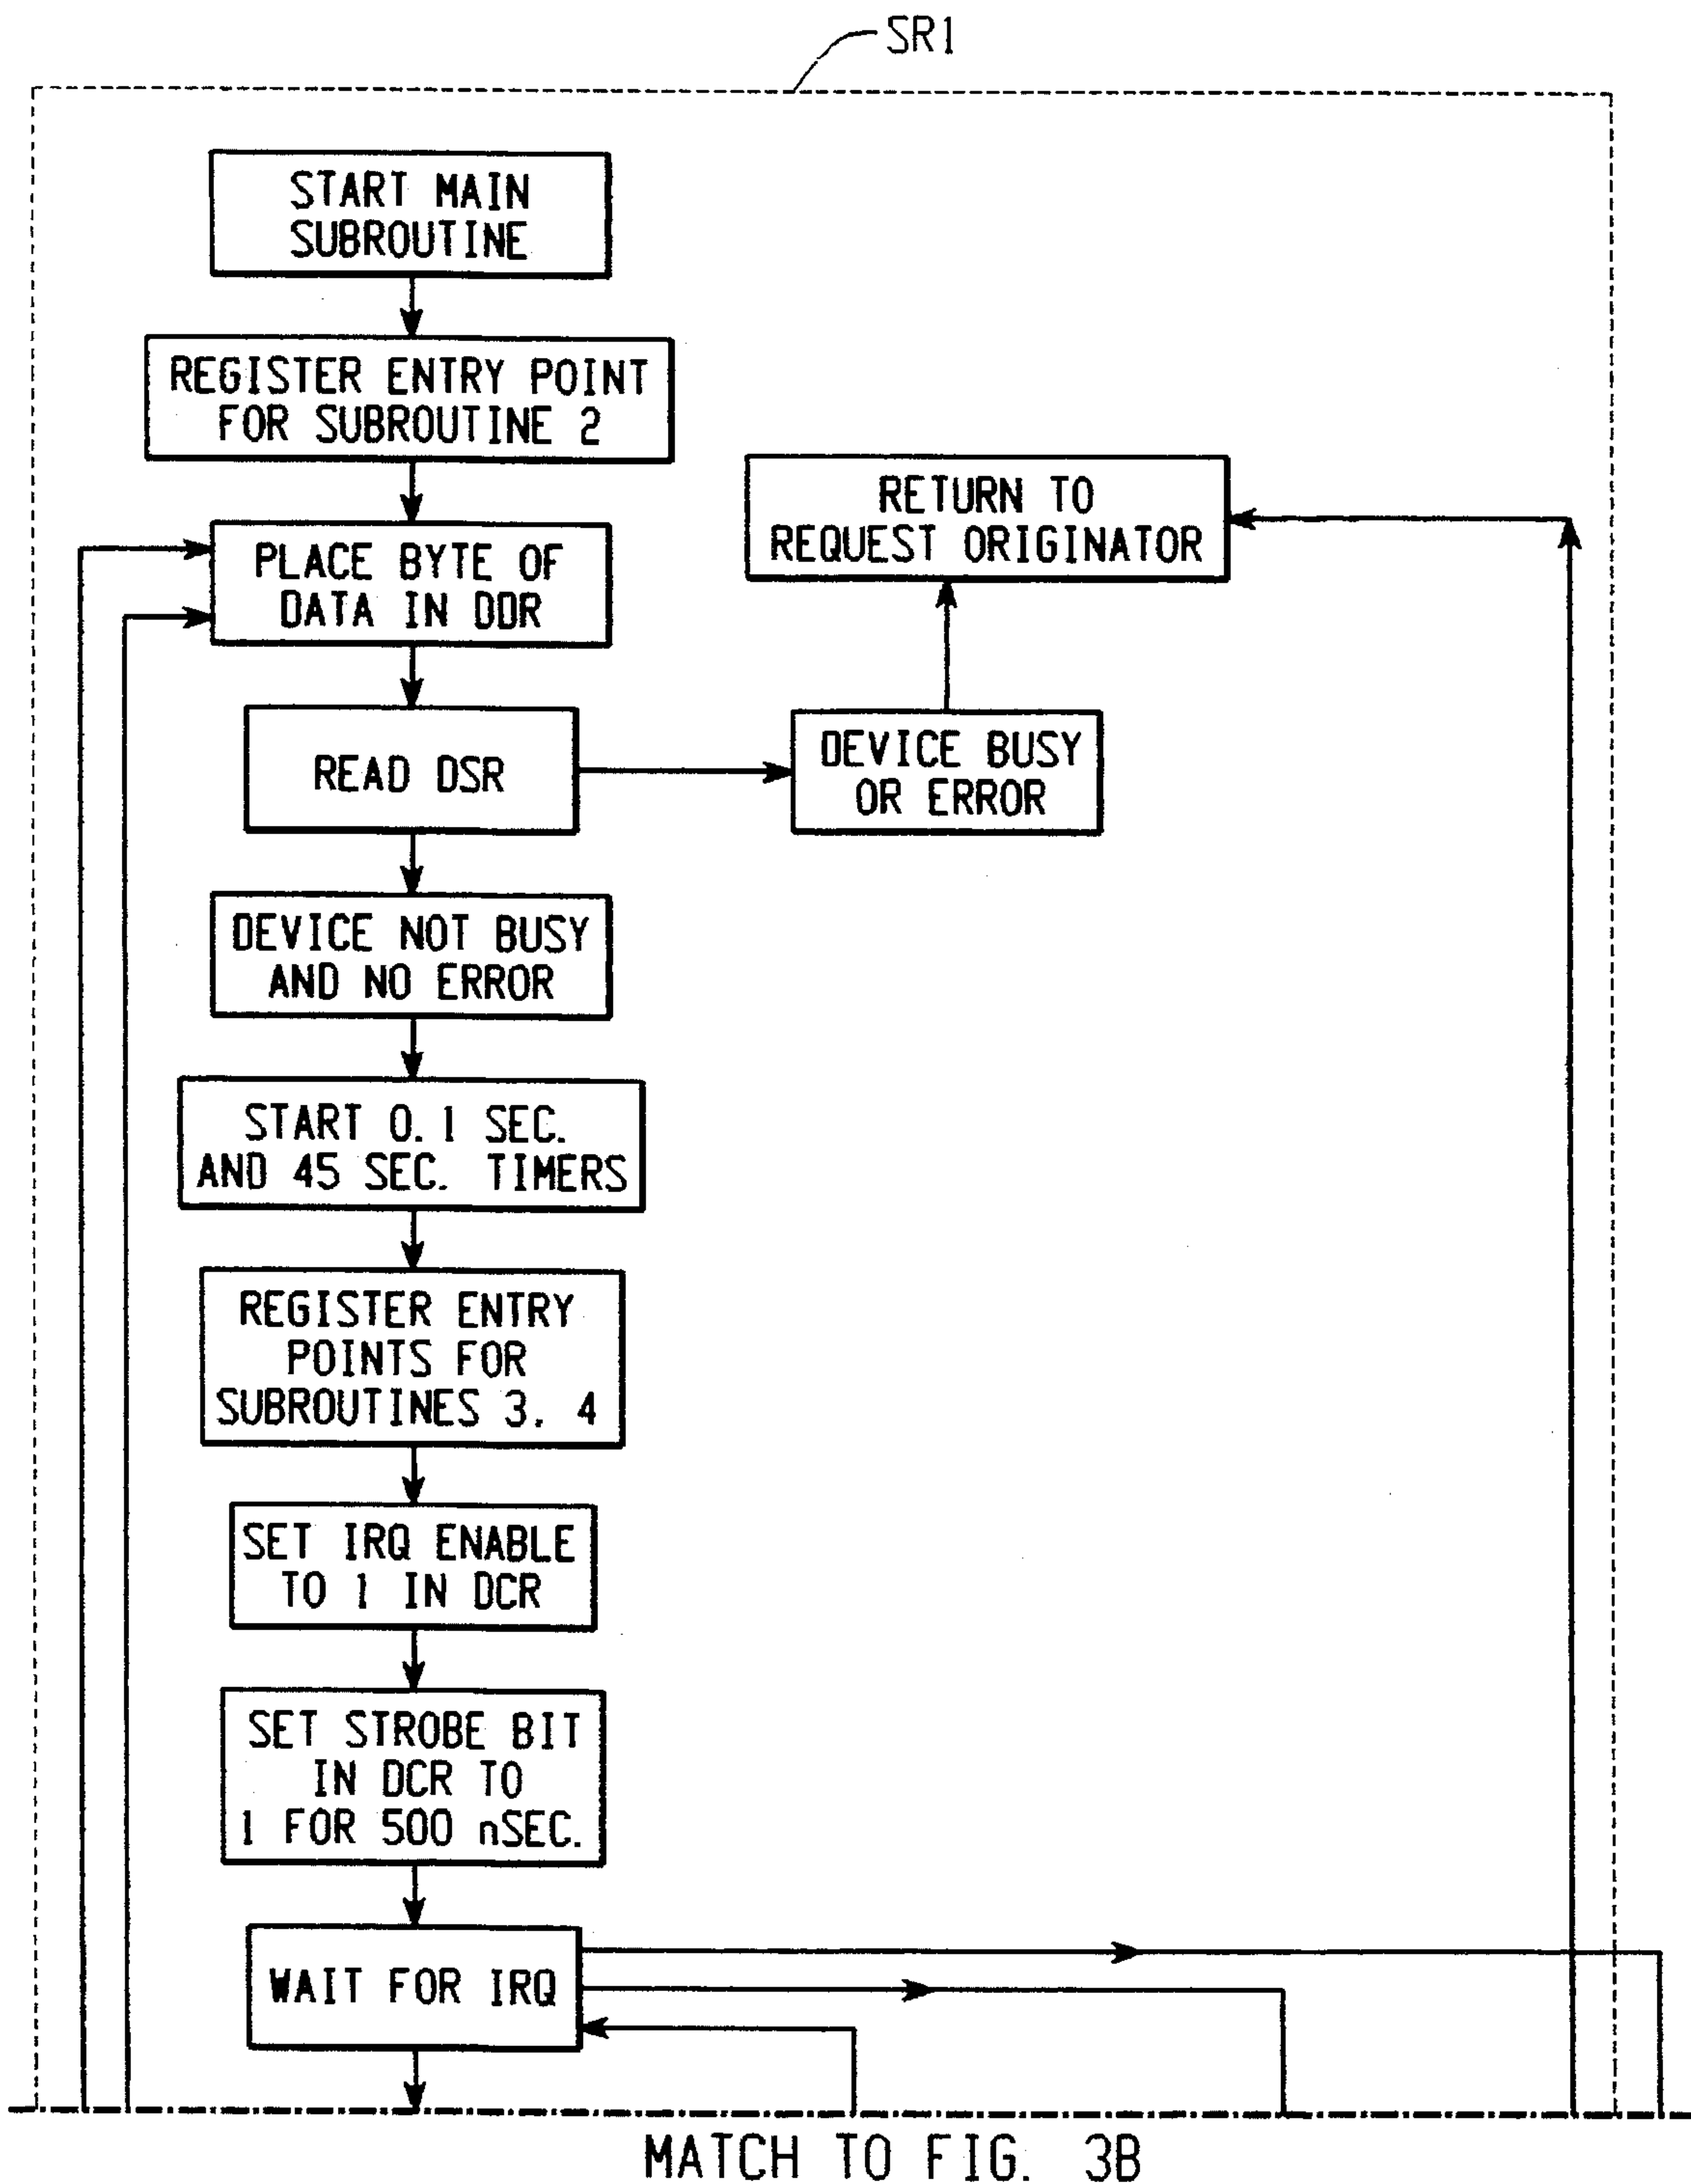 SR1
START MAIN
SUBROUTINE
REGISTER ENTRY POINT
FOR SUBROUTINE 2
RETURN TO
REQUEST ORIGINATOR
PLACE BYTE OF
DATA IN DDR
READ DSR
DEVICE BUSY
OR ERROR
DEVICE NOT BUSY
AND NO ERROR
START 0.1 SEC.
AND 45 SEC. TIMERS
REGISTER ENTRY
POINTS FOR
SUBROUTINES 3, 4
SET IRQ ENABLE
TO 1 IN DCR
SET STROBE BIT
IN DCR TO
1 FOR 500 nSEC.
WAIT FOR IRQ
MATCH TO FIG. 3B